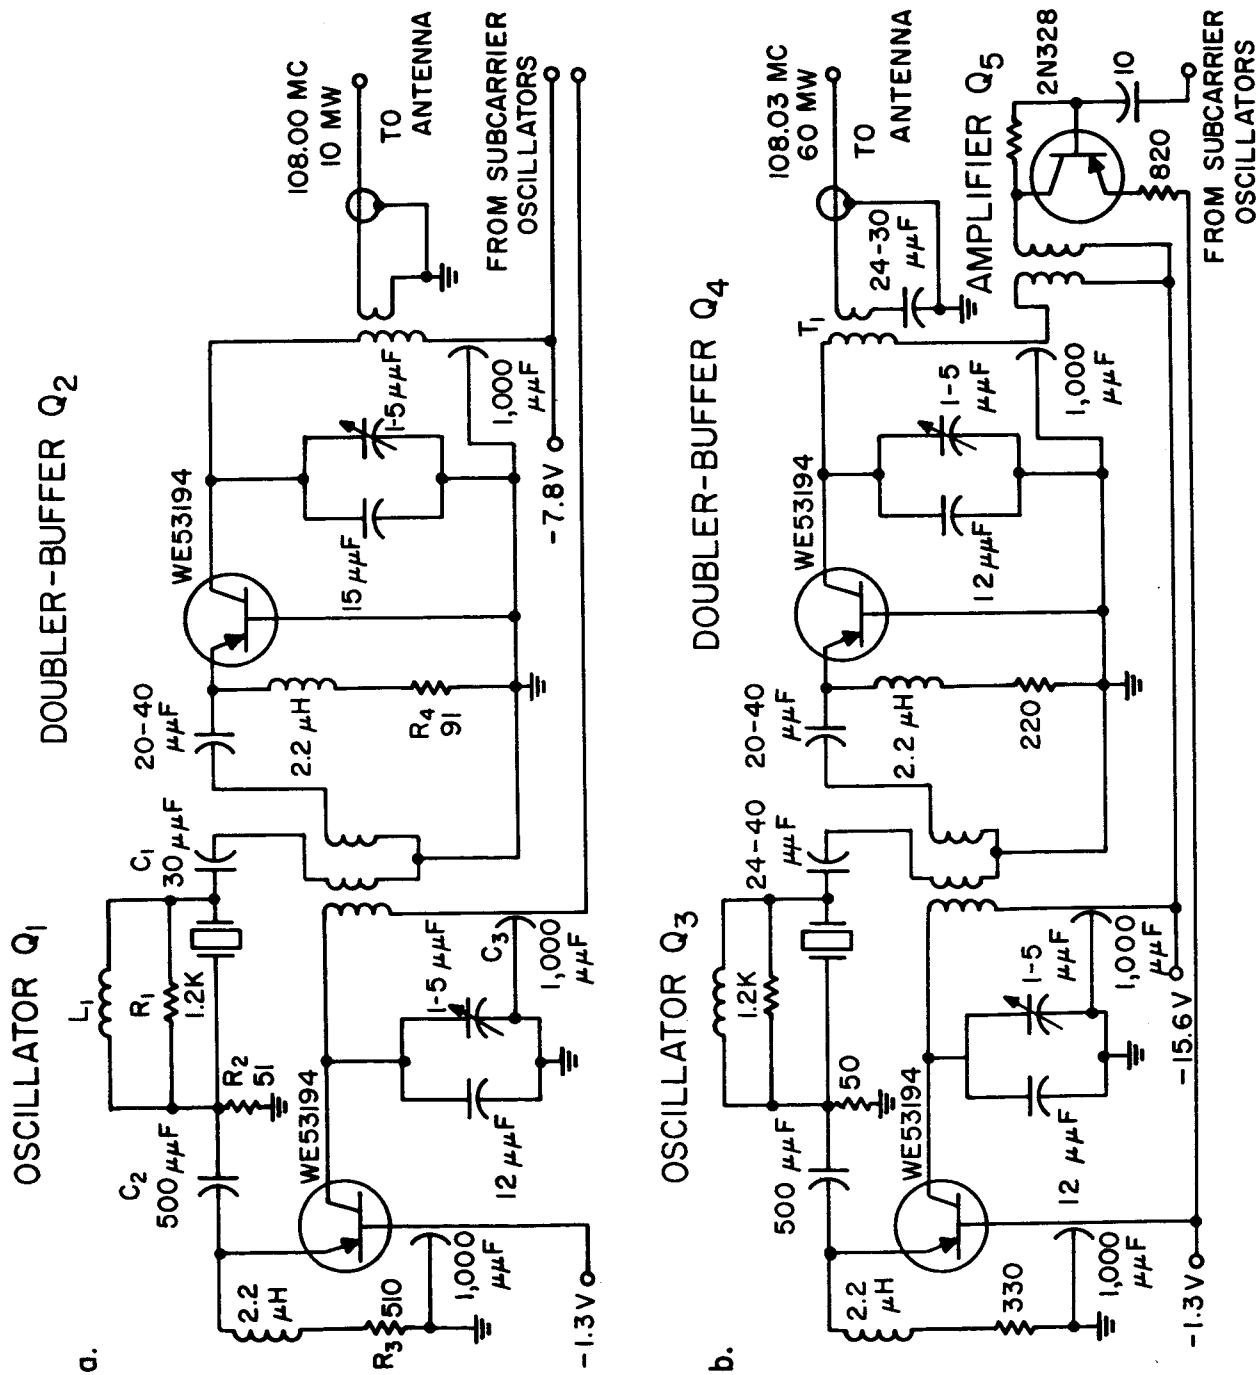 a.
OSCILLATOR Q1
DOUBLER-BUFFER Q2
L1
R1
1.2K
C1
30 μμF
20-40
μμF
C2
500 μμF
R2
51
WE53194
WE53194
2.2
μH
R3
510
1,000
μμF
-1.3 V
12 μμF
1-5 μμF
C3
1,000
μμF
2.2 μH
R4
91
15 μμF
1-5 μμF
1,000
μμF
-7.8 V
108.00 MC
10 MW
TO
ANTENNA
FROM SUBCARRIER
OSCILLATORS
b.
OSCILLATOR Q3
DOUBLER-BUFFER Q4
1.2K
24-40
μμF
20-40
μμF
500 μμF
50
WE53194
WE53194
2.2
μH
330
1,000
μμF
-1.3 V
12 μμF
1-5
μμF
1,000
μμF
-15.6 V
2.2 μH
220
12 μμF
1-5
μμF
1,000
μμF
T1
108.03 MC
60 MW
TO
ANTENNA
24-30
μμF
AMPLIFIER Q5
2N328
10
820
FROM SUBCARRIER
OSCILLATORS